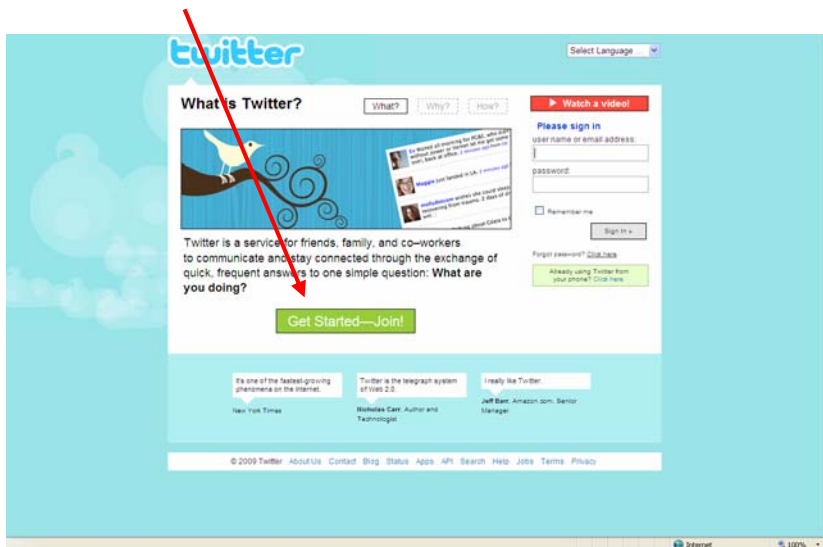 twitter
Select Language ...
What is Twitter?
What?
Why?
How?
Watch a video!
Please sign in
user name or email address:
password:
Remember me
Sign In »
Forgot password? Click here.
Already using Twitter from
your phone? Click here.
Twitter is a service for friends, family, and co–workers
to communicate and stay connected through the exchange of
quick, frequent answers to one simple question: What are
you doing?
Get Started—Join!
It's one of the fastest-growing
phenomena on the Internet.
New York Times
Twitter is the telegraph system
of Web 2.0.
Nicholas Carr, Author and
Technologist
I really like Twitter.
Jeff Barr, Amazon.com, Senior
Manager
© 2009 Twitter About Us Contact Blog Status Apps API Search Help Jobs Terms Privacy
Internet
100%